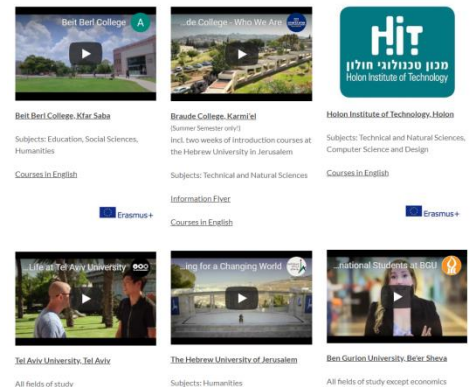 Beit Berl College
A
...de College - Who We Are
HiT
מכון טכנולוגי חולון
Holon Institute of Technology
Beit Berl College, Kfar Saba
Subjects: Education, Social Sciences,
Humanities
Courses in English
Erasmus+
Braude College, Karmi'el
(Summer Semester only!)
incl. two weeks of introduction courses at
the Hebrew University in Jerusalem
Subjects: Technical and Natural Sciences
Information Flyer
Courses in English
Holon Institute of Technology, Holon
Subjects: Technical and Natural Sciences,
Computer Science and Design
Courses in English
Erasmus+
...Life at Tel Aviv University
...ing for a Changing World
...national Students at BGU
Tel Aviv University, Tel Aviv
All fields of study
The Hebrew University of Jerusalem
Subjects: Humanities
Ben Gurion University, Be'er Sheva
All fields of study except economics